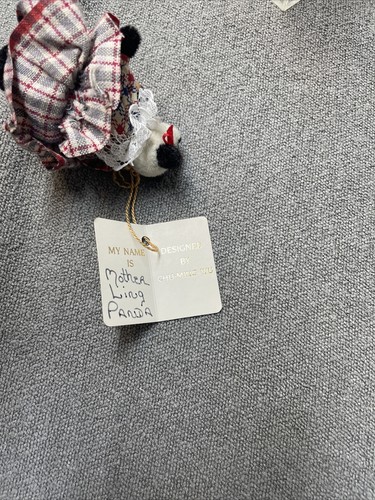 MY NAME
IS
Mother
Ling
Panda
DESIGNED
BY